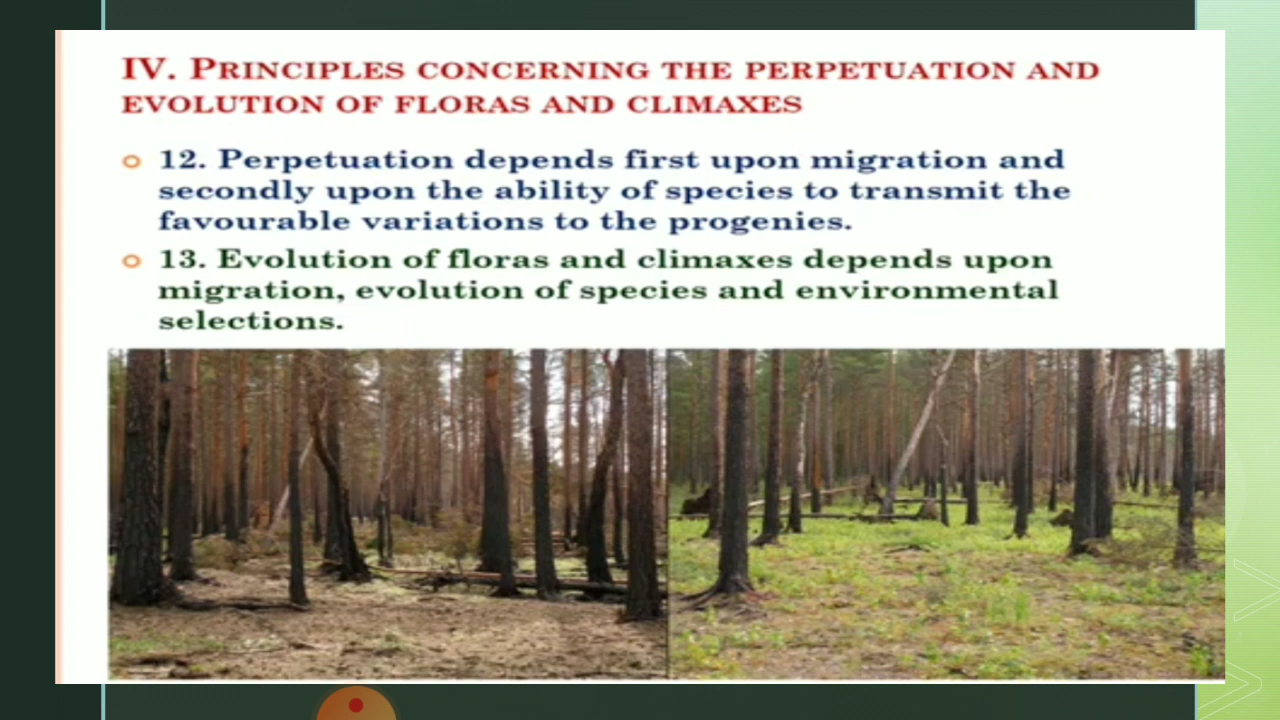 IV. PRINCIPLES CONCERNING THE PERPETUATION AND
EVOLUTION OF FLORAS AND CLIMAXES
12. Perpetuation depends first upon migration and
secondly upon the ability of species to transmit the
favourable variations to the progenies.
13. Evolution of floras and climaxes depends upon
migration, evolution of species and environmental
selections.